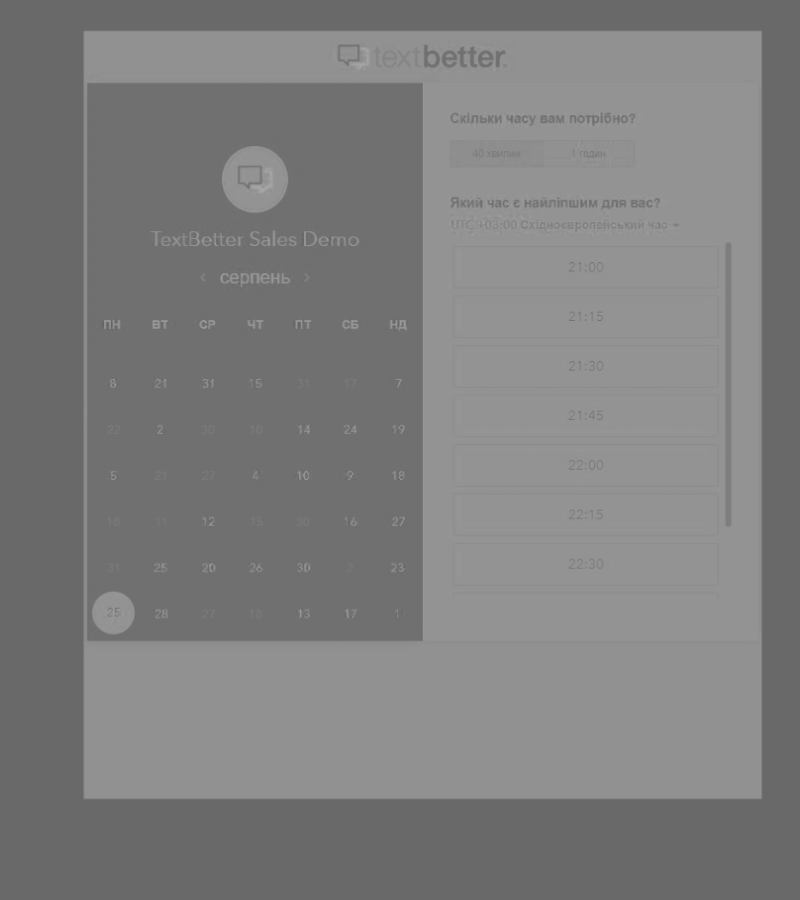 textbetter.
Скільки часу вам потрібно?
40 хвилин 1 годин
TextBetter Sales Demo
‹ серпень ›
ПН ВТ СР ЧТ ПТ СБ НД
8 21 31 15 31 17 7
22 2 30 10 14 24 19
5 21 27 4 10 9 18
10 11 12 15 20 16 27
31 25 20 26 30 2 23
25 28 27 18 13 17 1
Який час є найліпшим для вас?
UTC +03:00 Східноєвропейський час
21:00
21:15
21:30
21:45
22:00
22:15
22:30